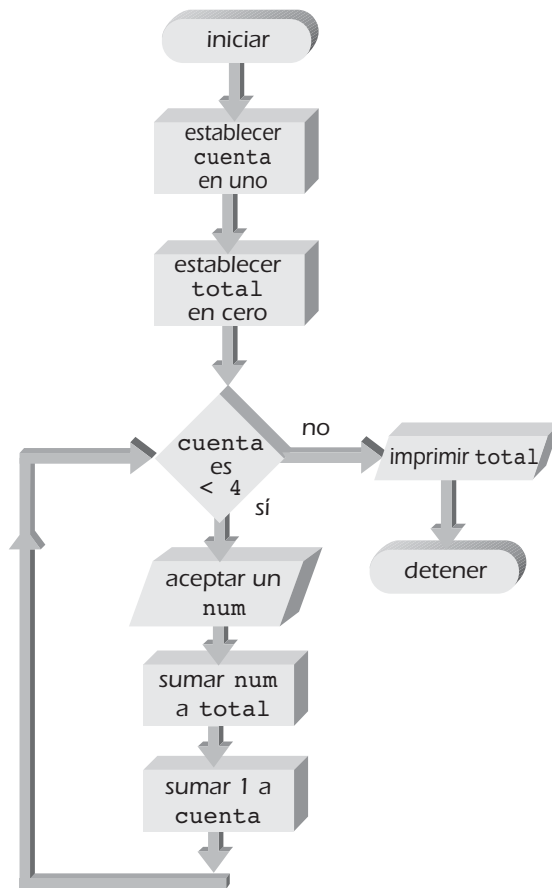 iniciar
establecer
cuenta
en uno
establecer
total
en cero
cuenta
es
< 4
no
imprimir total
detener
sí
aceptar un
num
sumar num
a total
sumar 1 a
cuenta